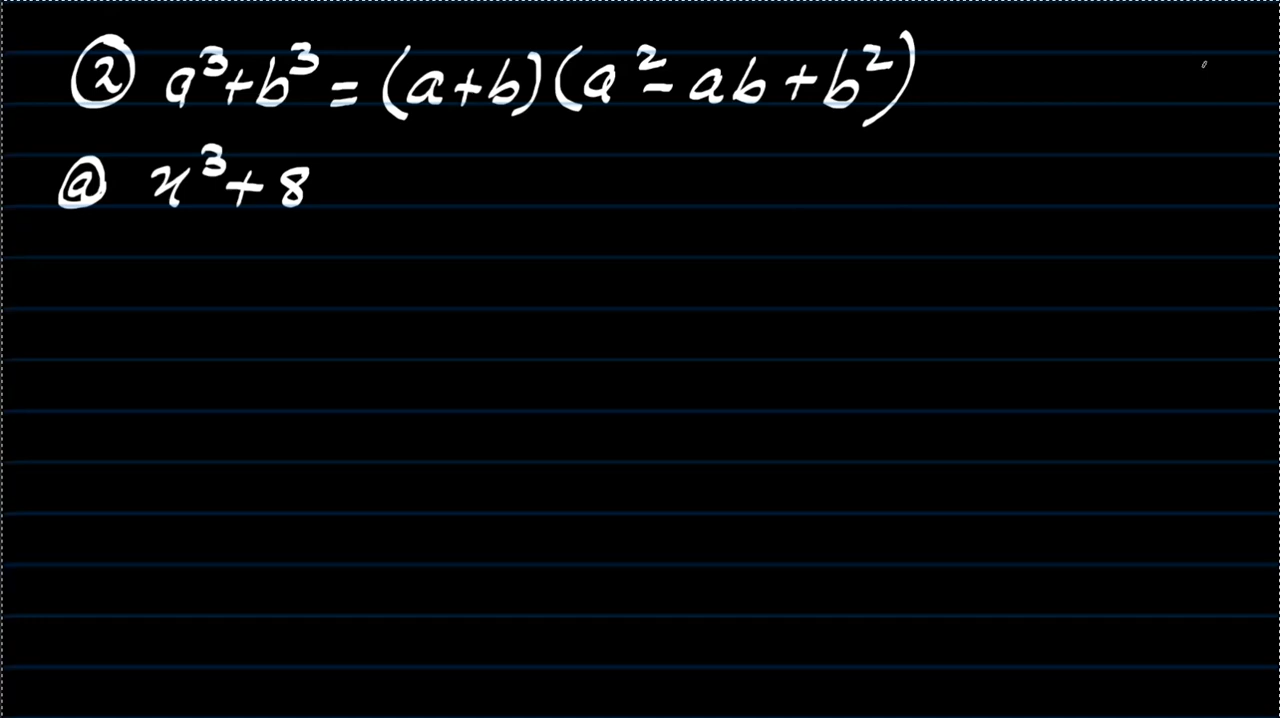 ② a³+b³ = (a+b)(a²-ab+b²)
ⓐ x³+8